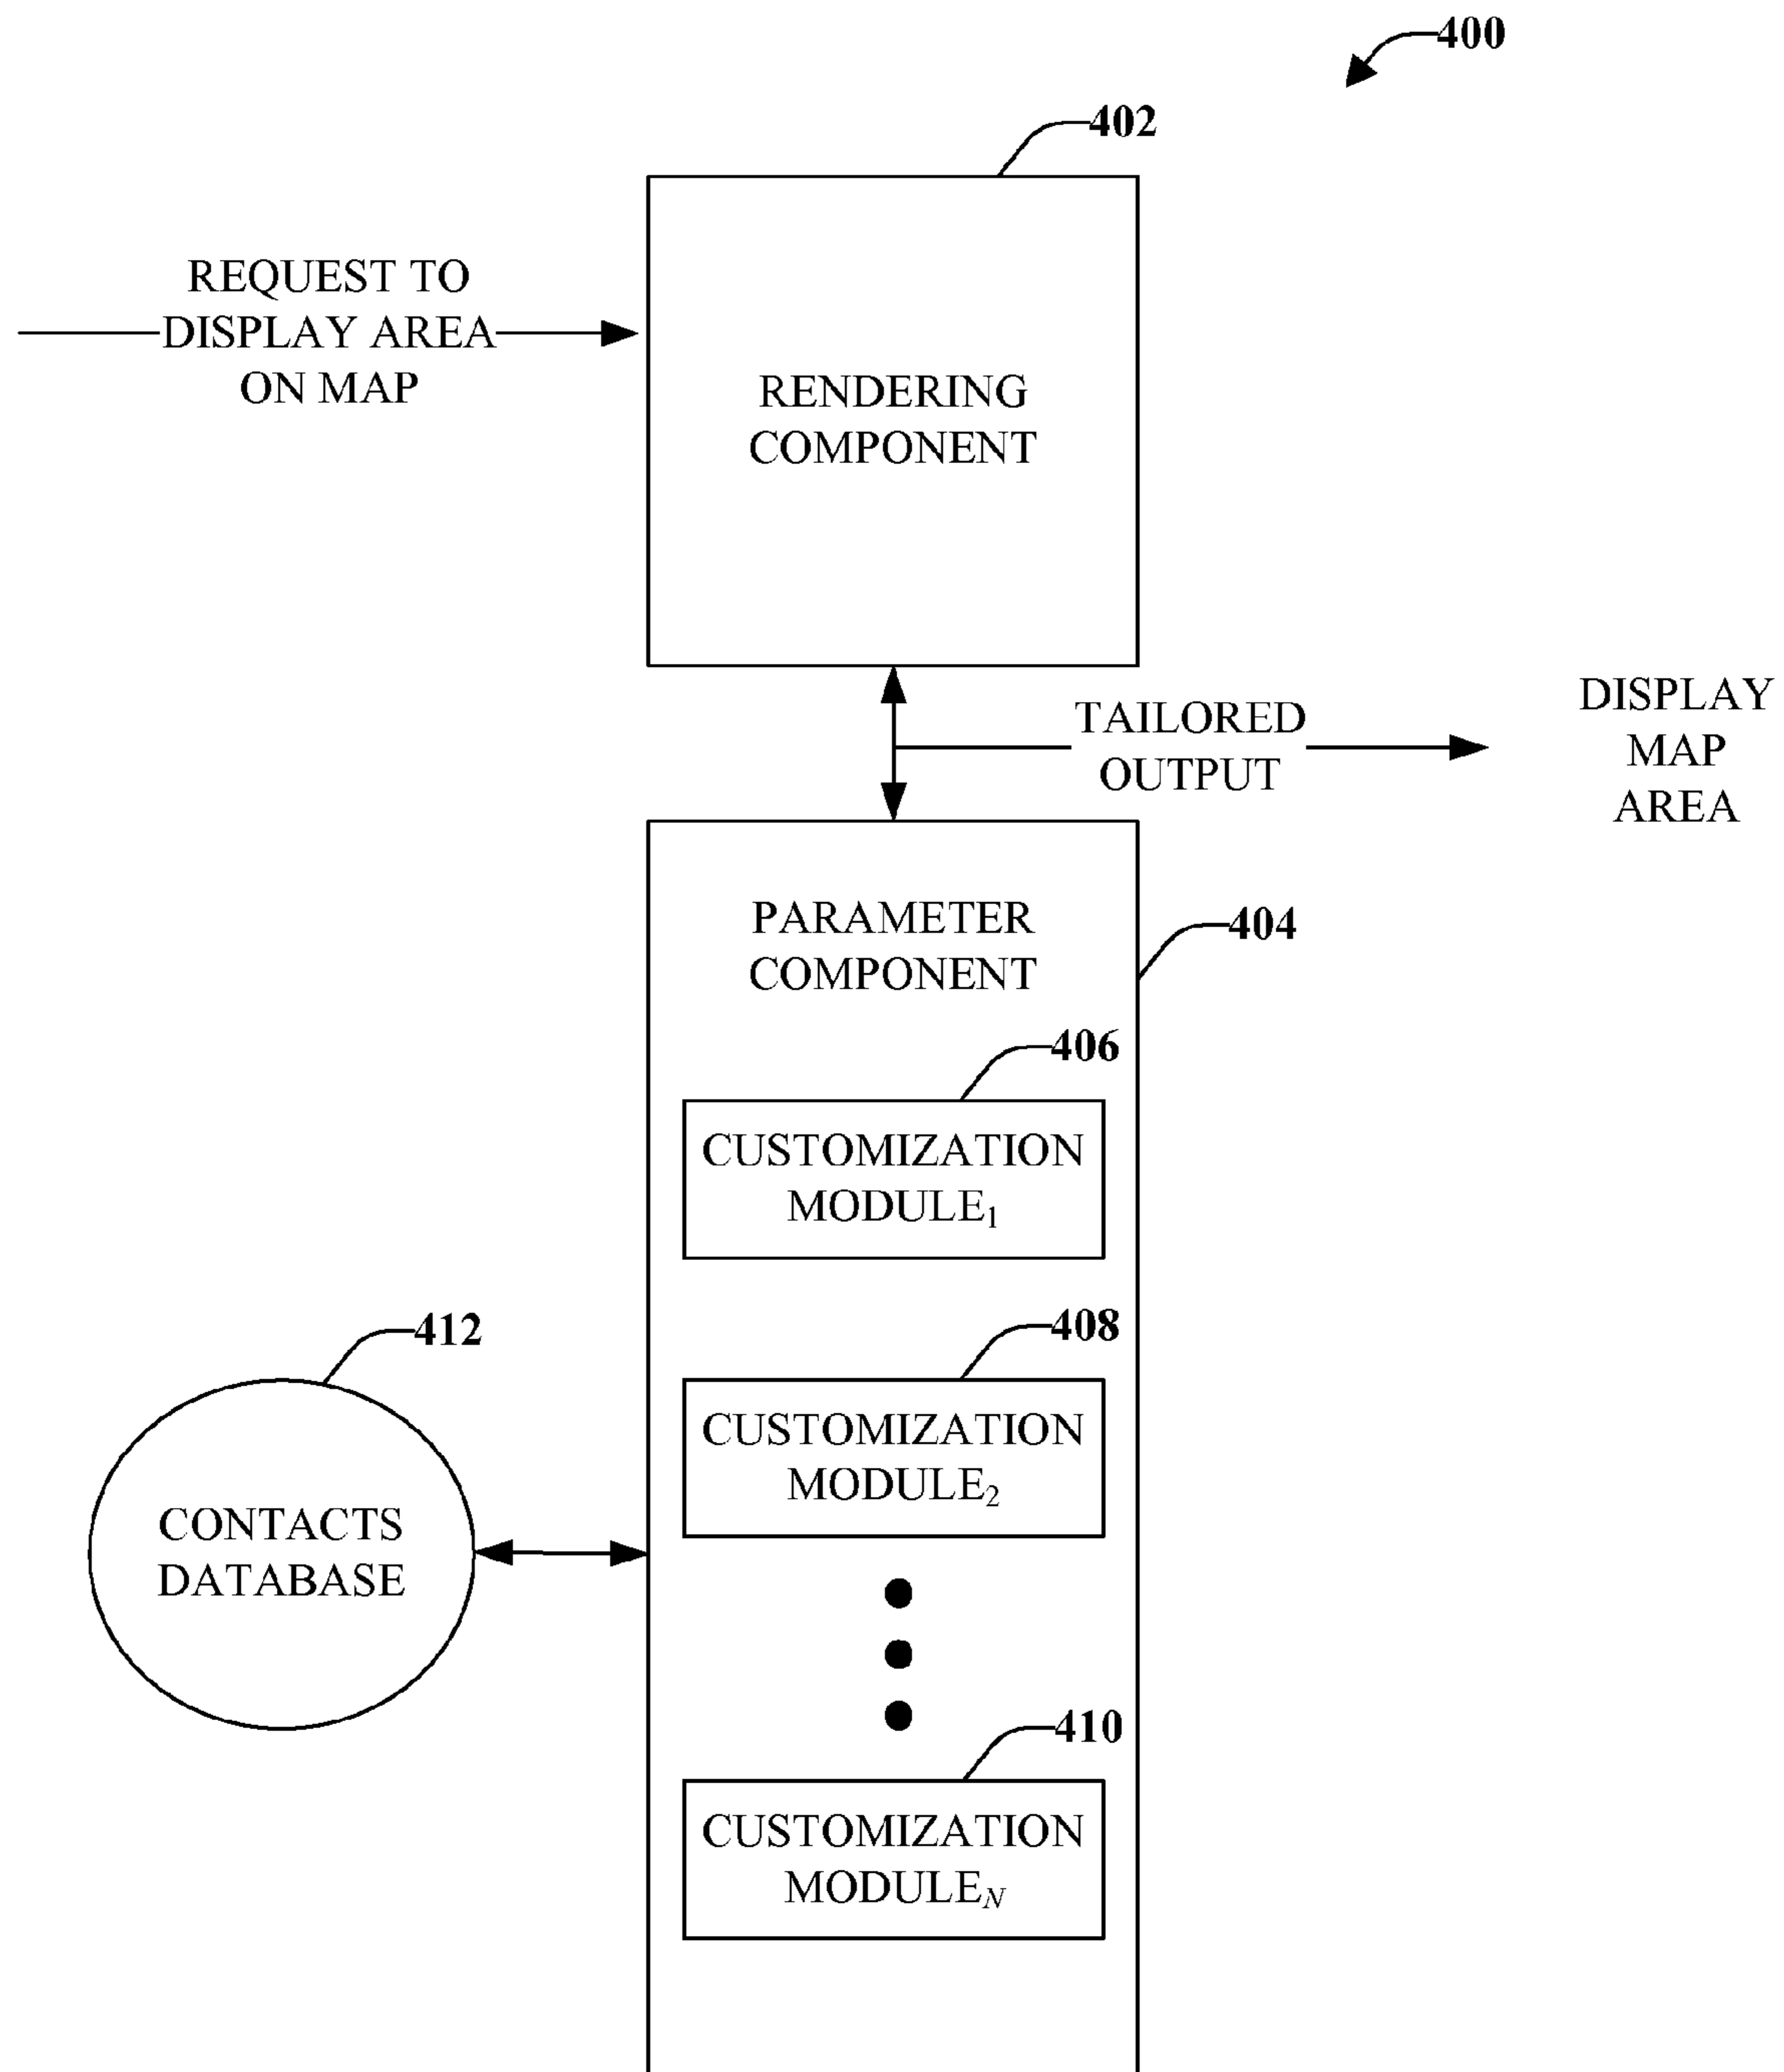 400
402
REQUEST TO
DISPLAY AREA
ON MAP
RENDERING
COMPONENT
TAILORED
OUTPUT
DISPLAY
MAP
AREA
PARAMETER
COMPONENT
404
406
CUSTOMIZATION
MODULE1
412
408
CUSTOMIZATION
MODULE2
CONTACTS
DATABASE
410
CUSTOMIZATION
MODULEN